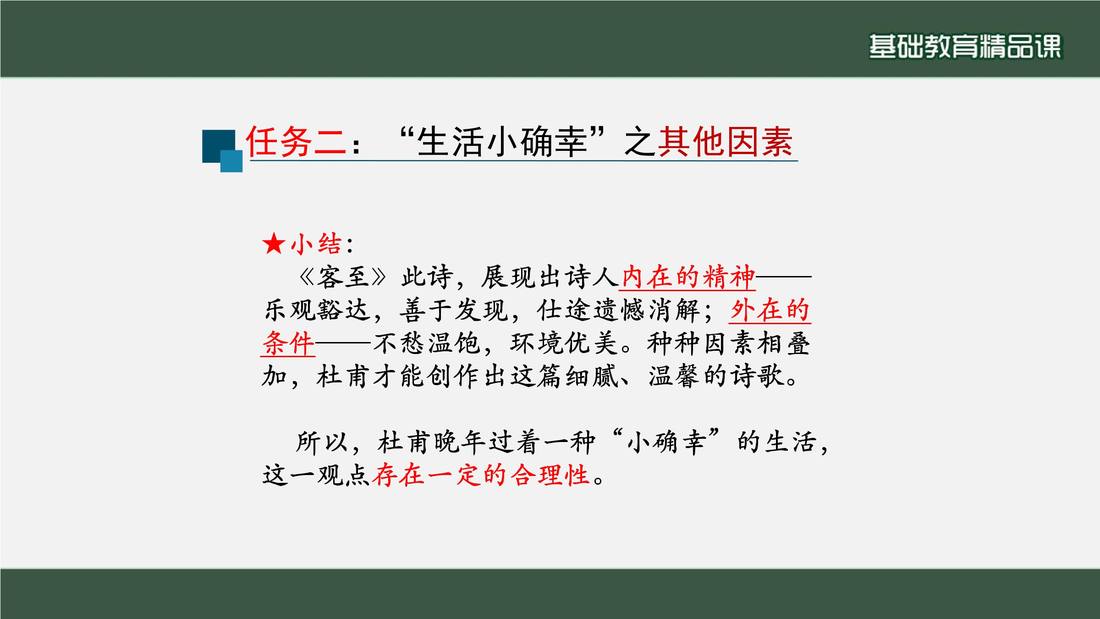 基础教育精品课
任务二：“生活小确幸”之其他因素
★小结：
《客至》此诗，展现出诗人内在的精神——
乐观豁达，善于发现，仕途遗憾消解；外在的
条件——不愁温饱，环境优美。种种因素相叠
加，杜甫才能创作出这篇细腻、温馨的诗歌。
所以，杜甫晚年过着一种“小确幸”的生活，
这一观点存在一定的合理性。